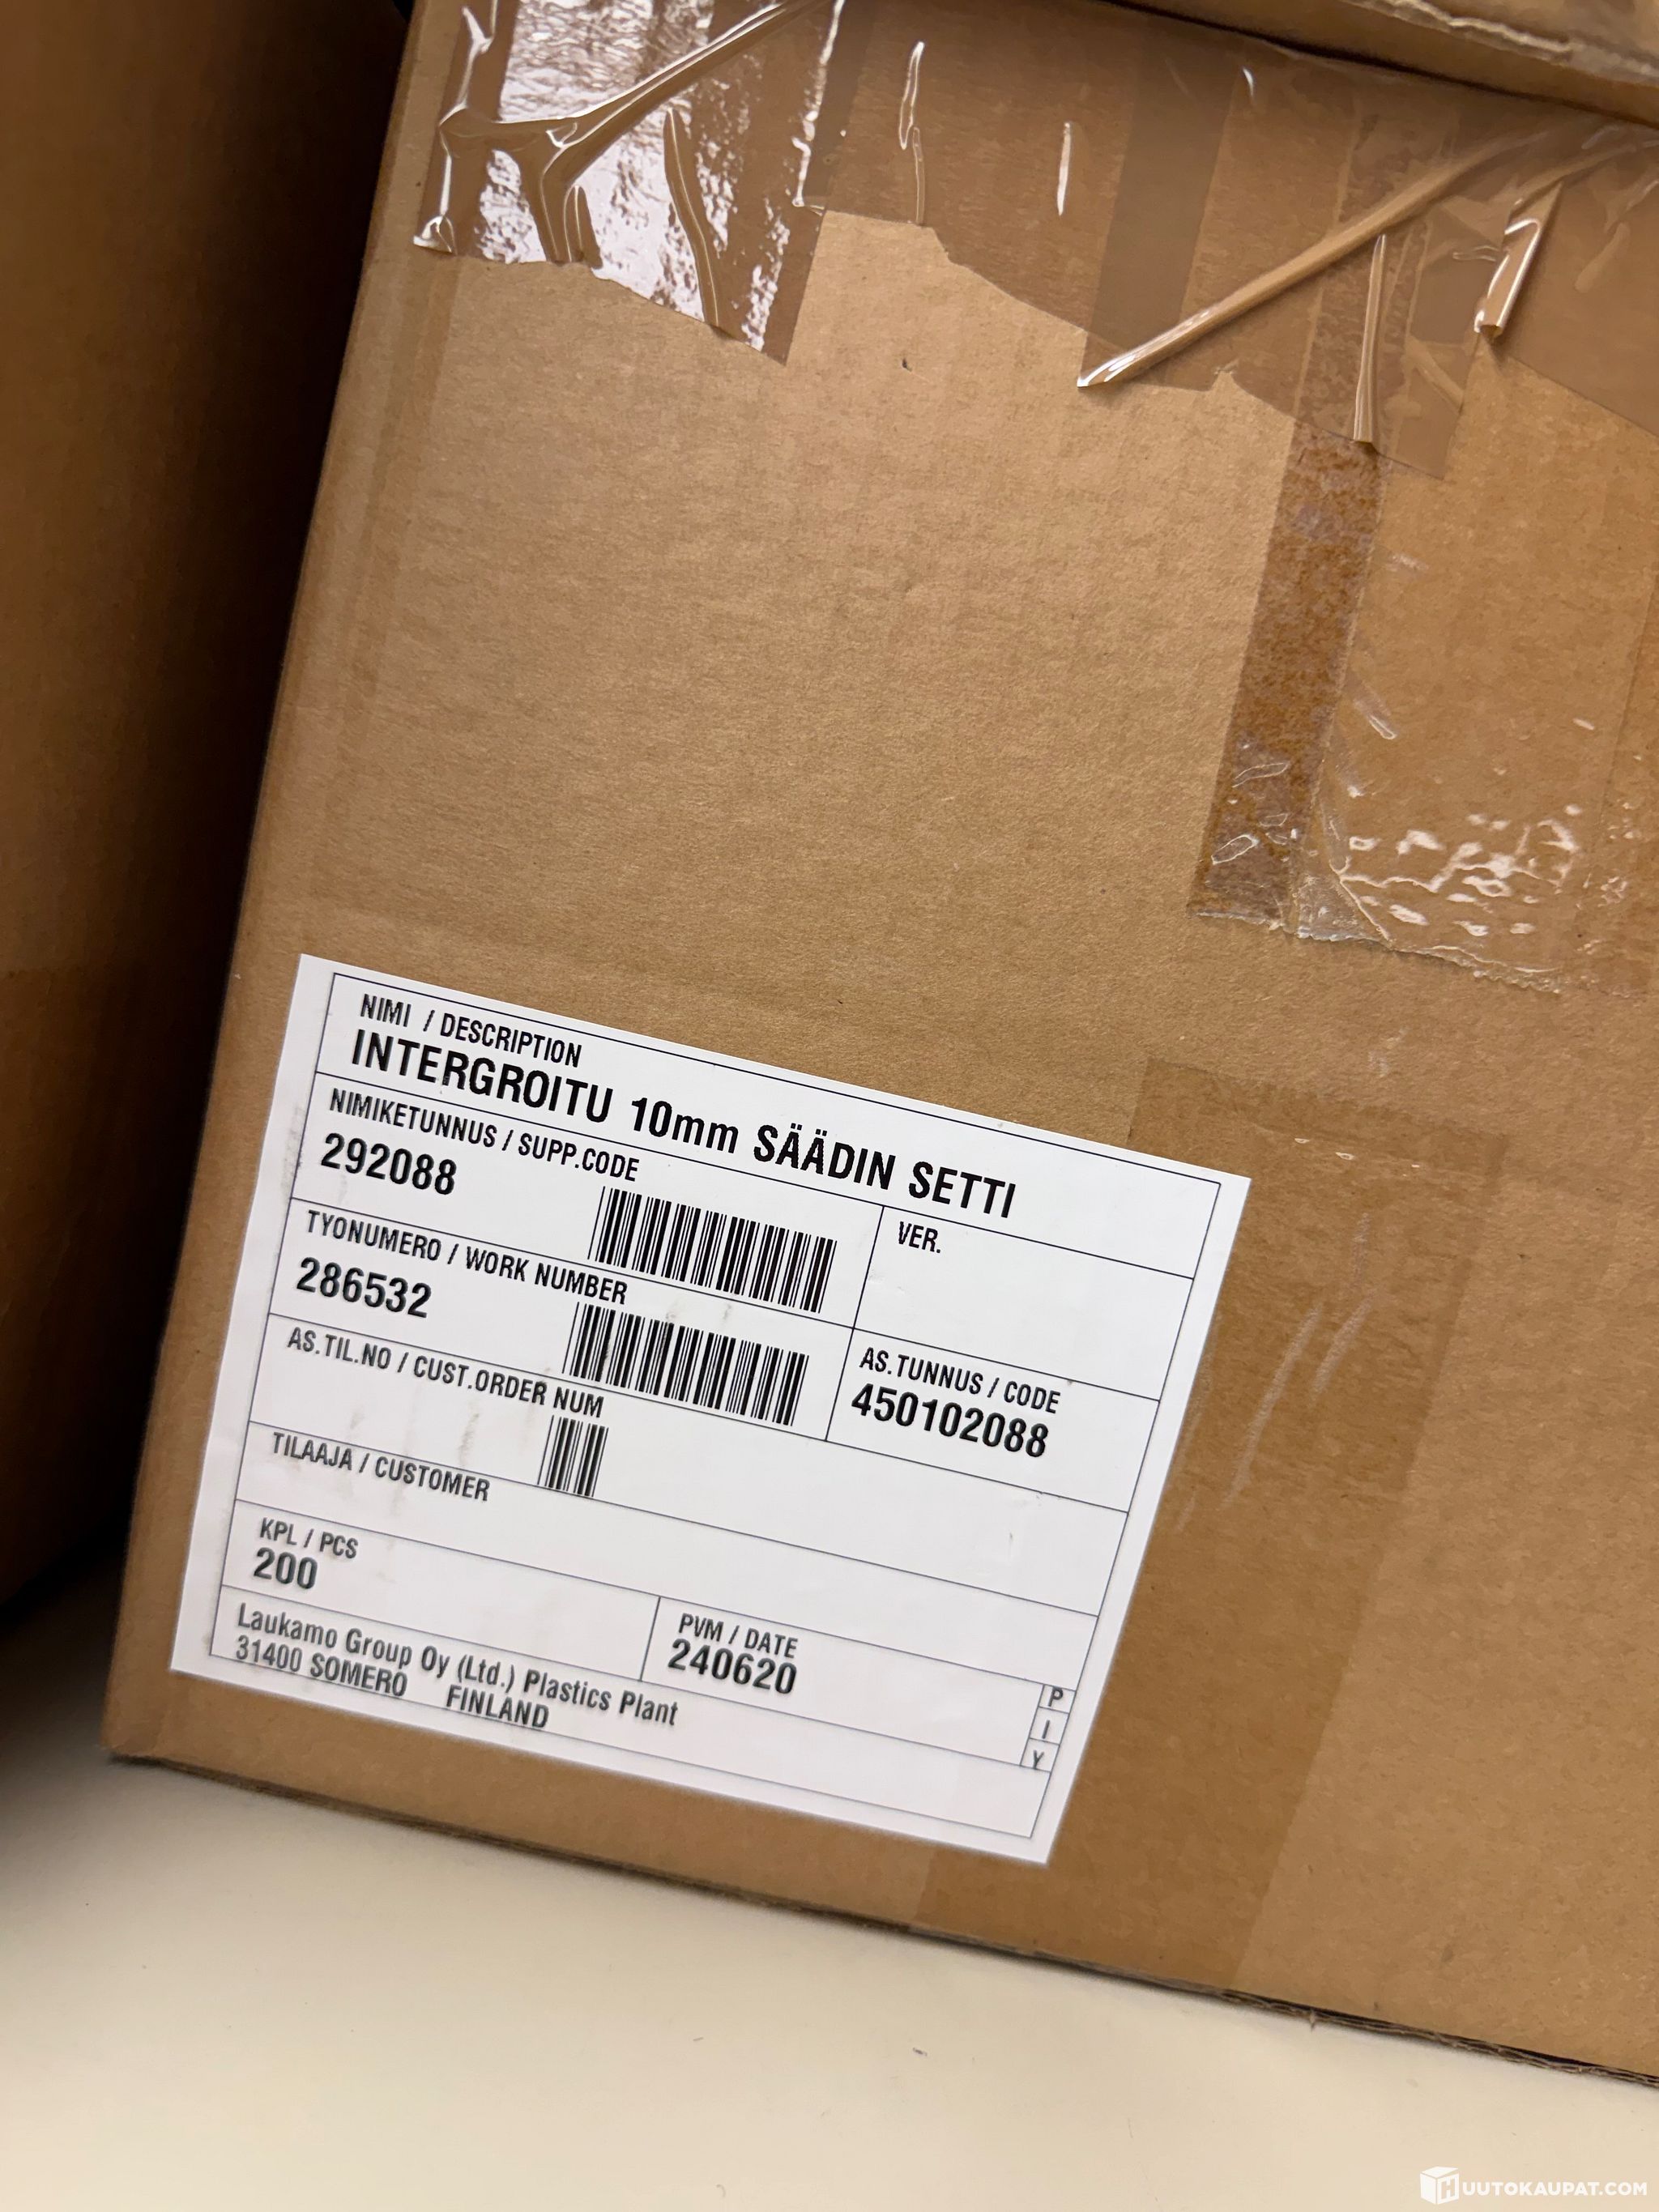 NIMI / DESCRIPTION
INTERGROITU 10mm SÄÄDIN SETTI
NIMIKETUNNUS / SUPP.CODE
292088
VER.
TYONUMERO / WORK NUMBER
286532
AS.TUNNUS / CODE
450102088
AS.TIL.NO / CUST.ORDER NUM
TILAAJA / CUSTOMER
KPL / PCS
200
PVM / DATE
240620
Laukamo Group Oy (Ltd.) Plastics Plant
31400 SOMERO FINLAND
P
I
Y
HUUTOKAUPAT.COM